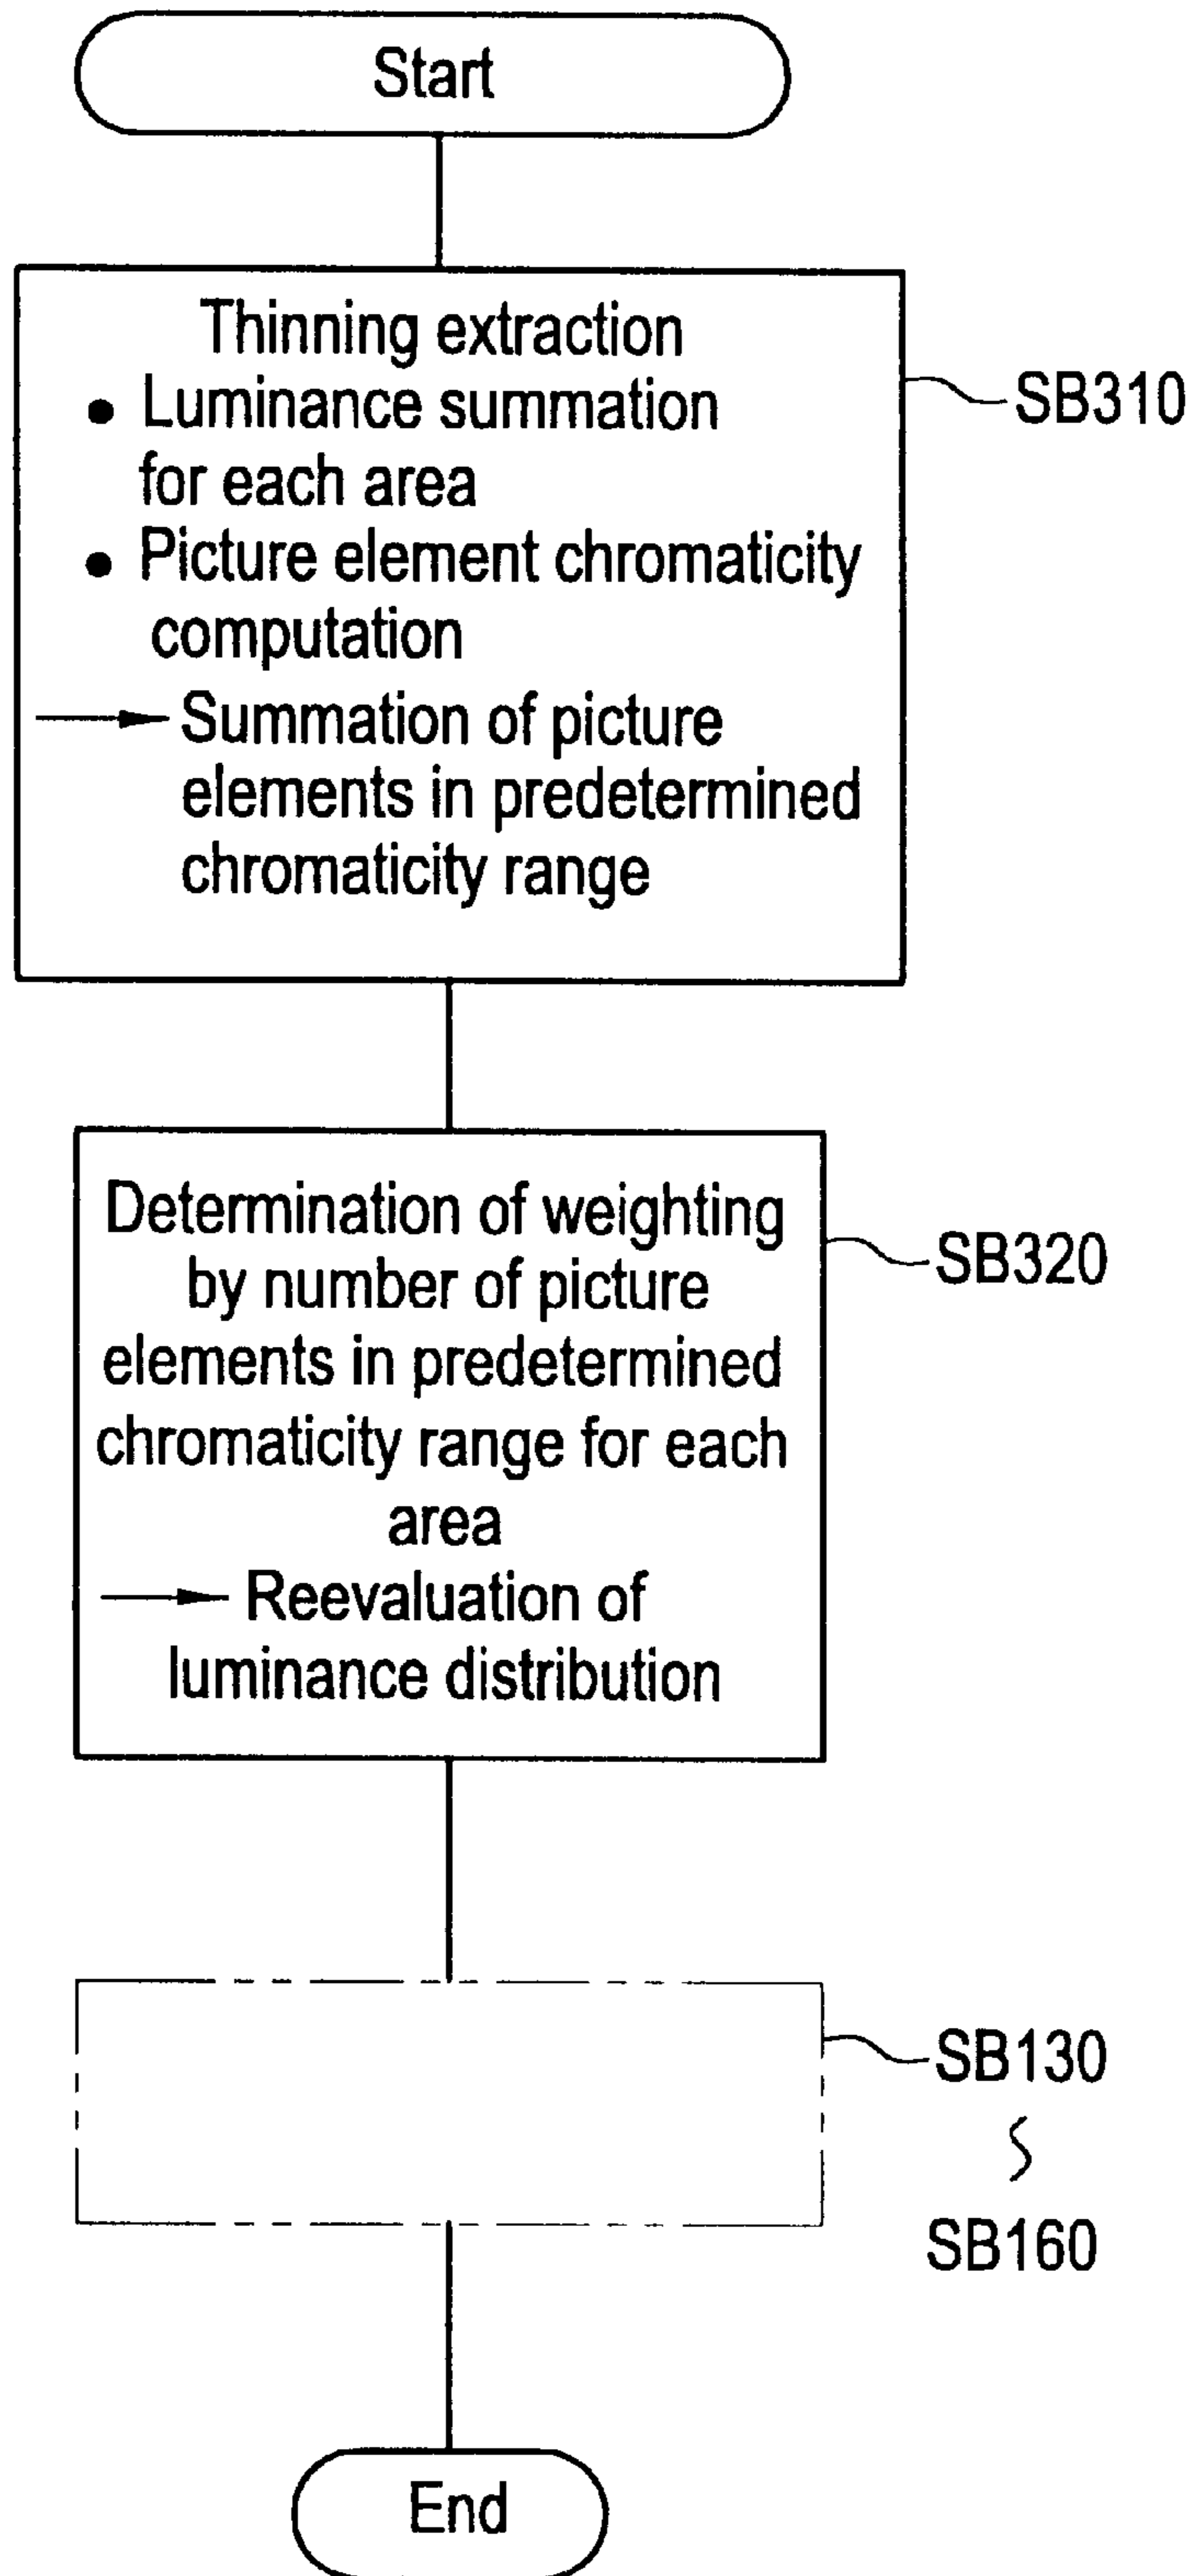 Start
Thinning extraction
• Luminance summation
for each area
• Picture element chromaticity
computation
→ Summation of picture
elements in predetermined
chromaticity range
SB310
Determination of weighting
by number of picture
elements in predetermined
chromaticity range for each
area
→ Reevaluation of
luminance distribution
SB320
SB130
~
SB160
End